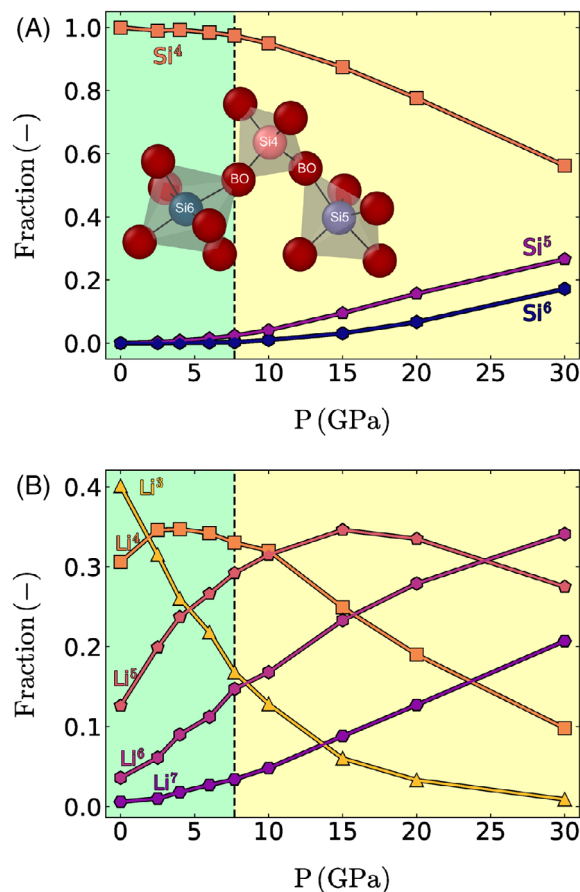 (A)
1.0
0.8
0.6
0.4
0.2
0.0
Fraction (−)
Si⁴
Si4
BO
BO
Si6
Si5
Si⁵
Si⁶
0 5 10 15 20 25 30
P (GPa)
(B)
0.4
0.3
0.2
0.1
0.0
Fraction (−)
Li³
Li⁴
Li⁵
Li⁶
Li⁷
0 5 10 15 20 25 30
P (GPa)